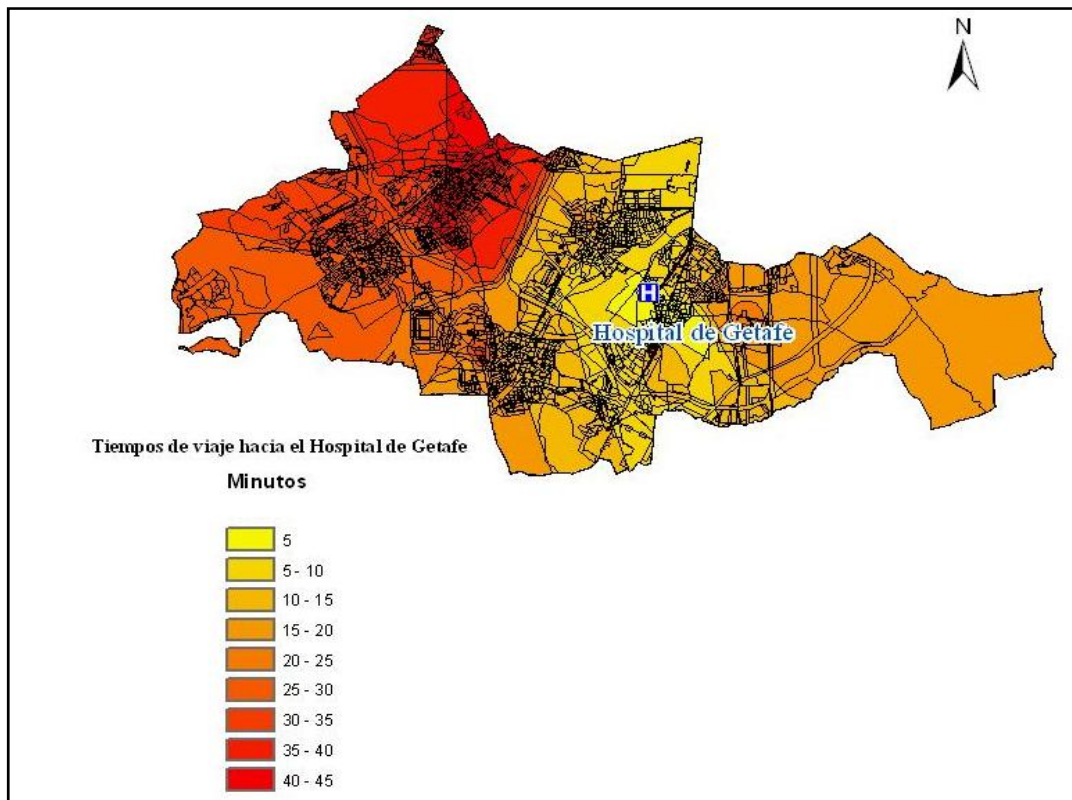 N
H
Hospital de Getafe
Tiempos de viaje hacia el Hospital de Getafe
Minutos
5
5 - 10
10 - 15
15 - 20
20 - 25
25 - 30
30 - 35
35 - 40
40 - 45